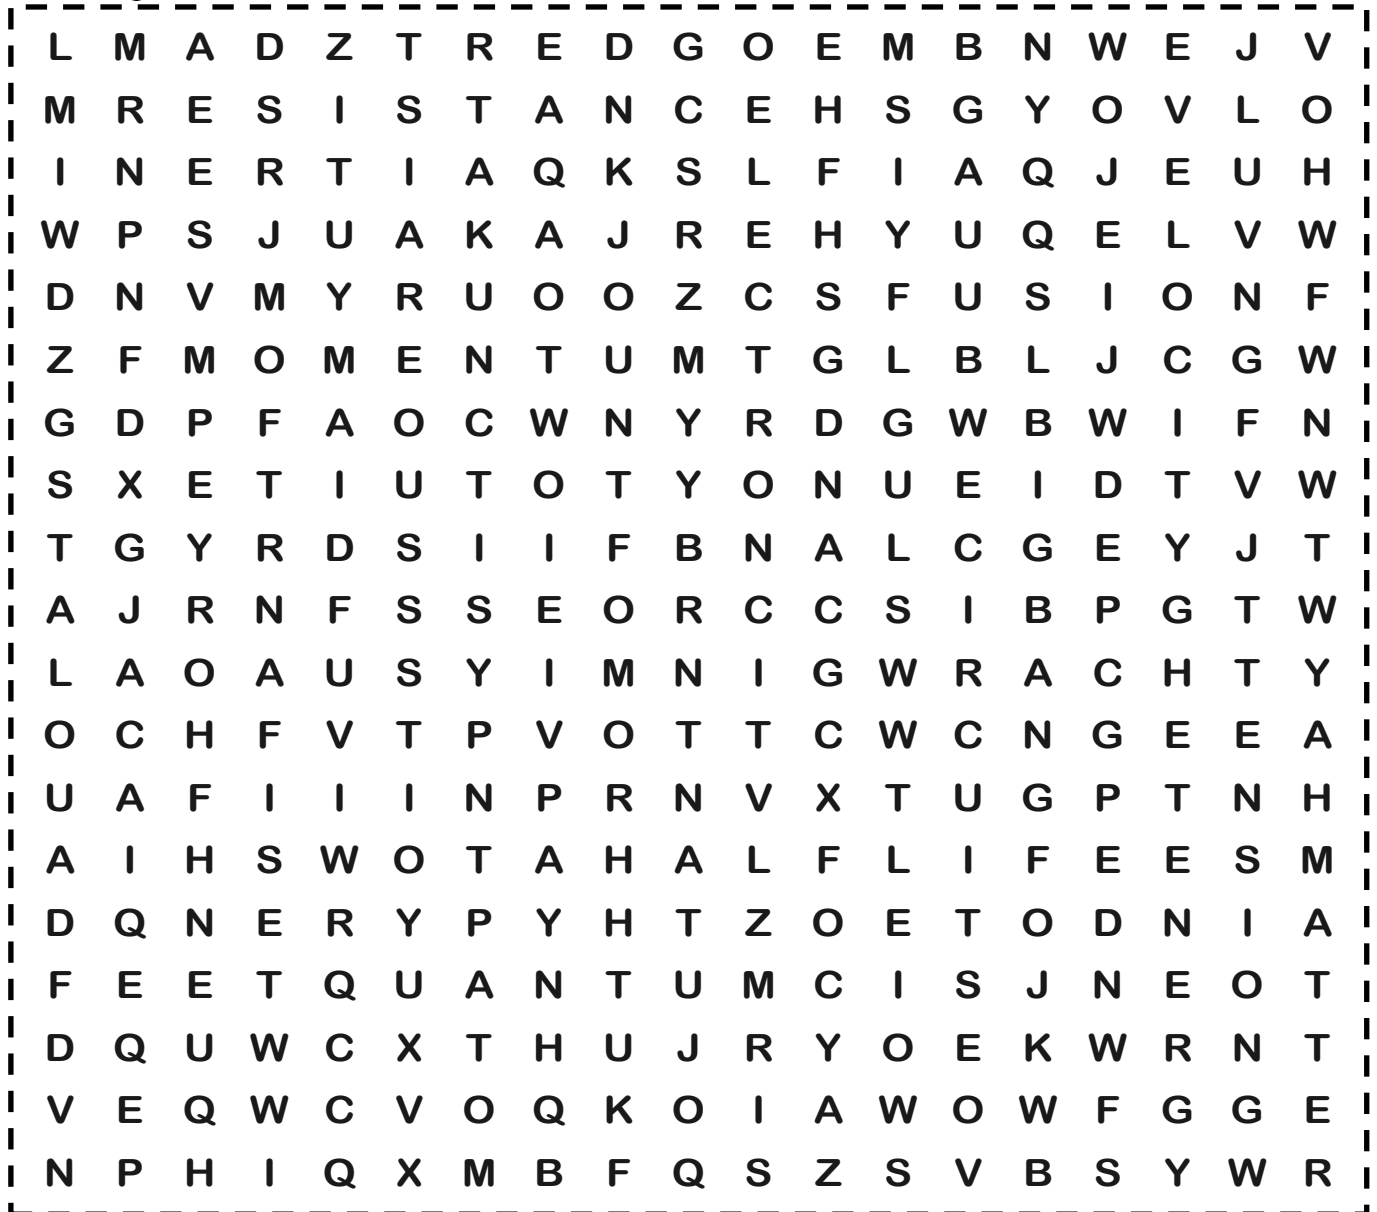 L M A D Z T R E D G O E M B N W E J V
M R E S I S T A N C E H S G Y O V L O
I N E R T I A Q K S L F I A Q J E U H
W P S J U A K A J R E H Y U Q E L V W
D N V M Y R U O O Z C S F U S I O N F
Z F M O M E N T U M T G L B L J C G W
G D P F A O C W N Y R D G W B W I F N
S X E T I U T O T Y O N U E I D T V W
T G Y R D S I I F B N A L C G E Y J T
A J R N F S S E O R C C S I B P G T W
L A O A U S Y I M N I G W R A C H T Y
O C H F V T P V O T T C W C N G E E A
U A F I I I N P R N V X T U G P T N H
A I H S W O T A H A L F L I F E E S M
D Q N E R Y P Y H T Z O E T O D N I A
F E E T Q U A N T U M C I S J N E O T
D Q U W C X T H U J R Y O E K W R N T
V E Q W C V O Q K O I A W O W F G G E
N P H I Q X M B F Q S Z S V B S Y W R